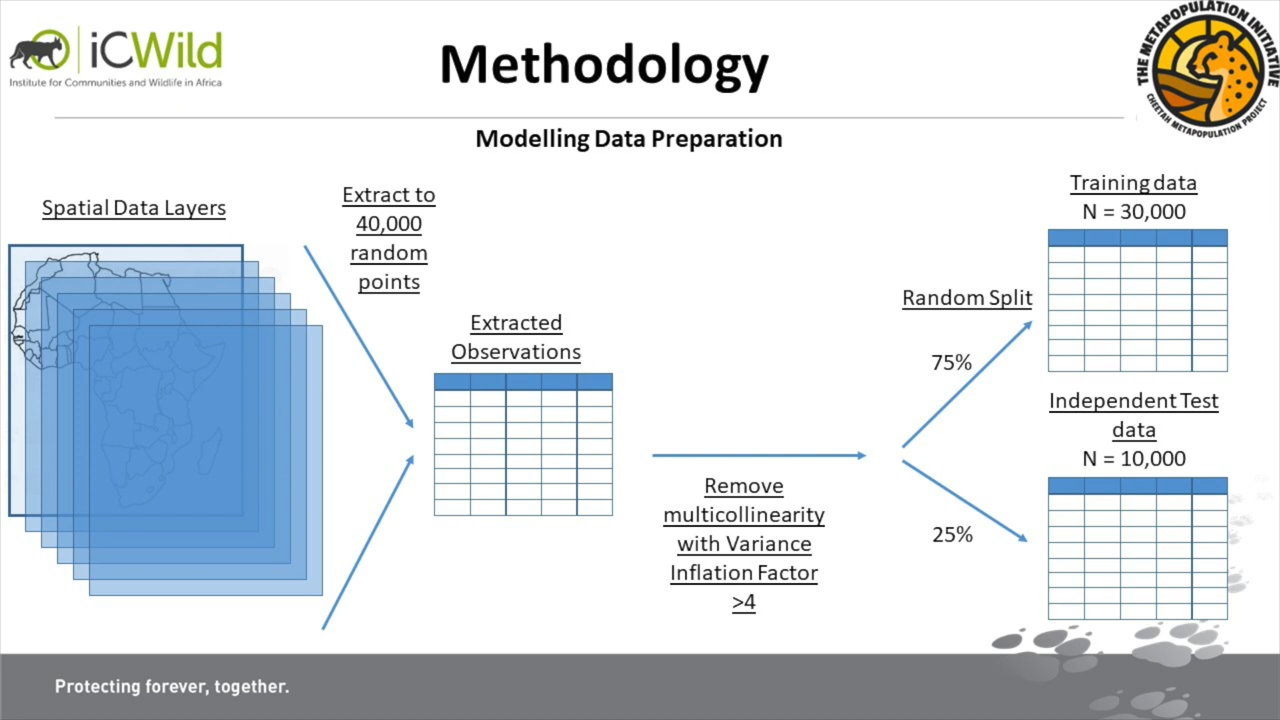 iCWild
Institute for Communities and Wildlife in Africa
Methodology
THE METAPOPULATION INITIATIVE
CHEETAH METAPOPULATION PROJECT
Modelling Data Preparation
Spatial Data Layers
Extract to
40,000
random
points
Extracted
Observations
Remove
multicollinearity
with Variance
Inflation Factor
>4
Random Split
75%
25%
Training data
N = 30,000
Independent Test
data
N = 10,000
Protecting forever, together.